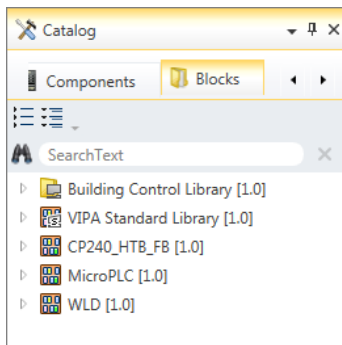 Catalog
Components Blocks
SearchText
Building Control Library [1.0]
VIPA Standard Library [1.0]
CP240_HTB_FB [1.0]
MicroPLC [1.0]
WLD [1.0]